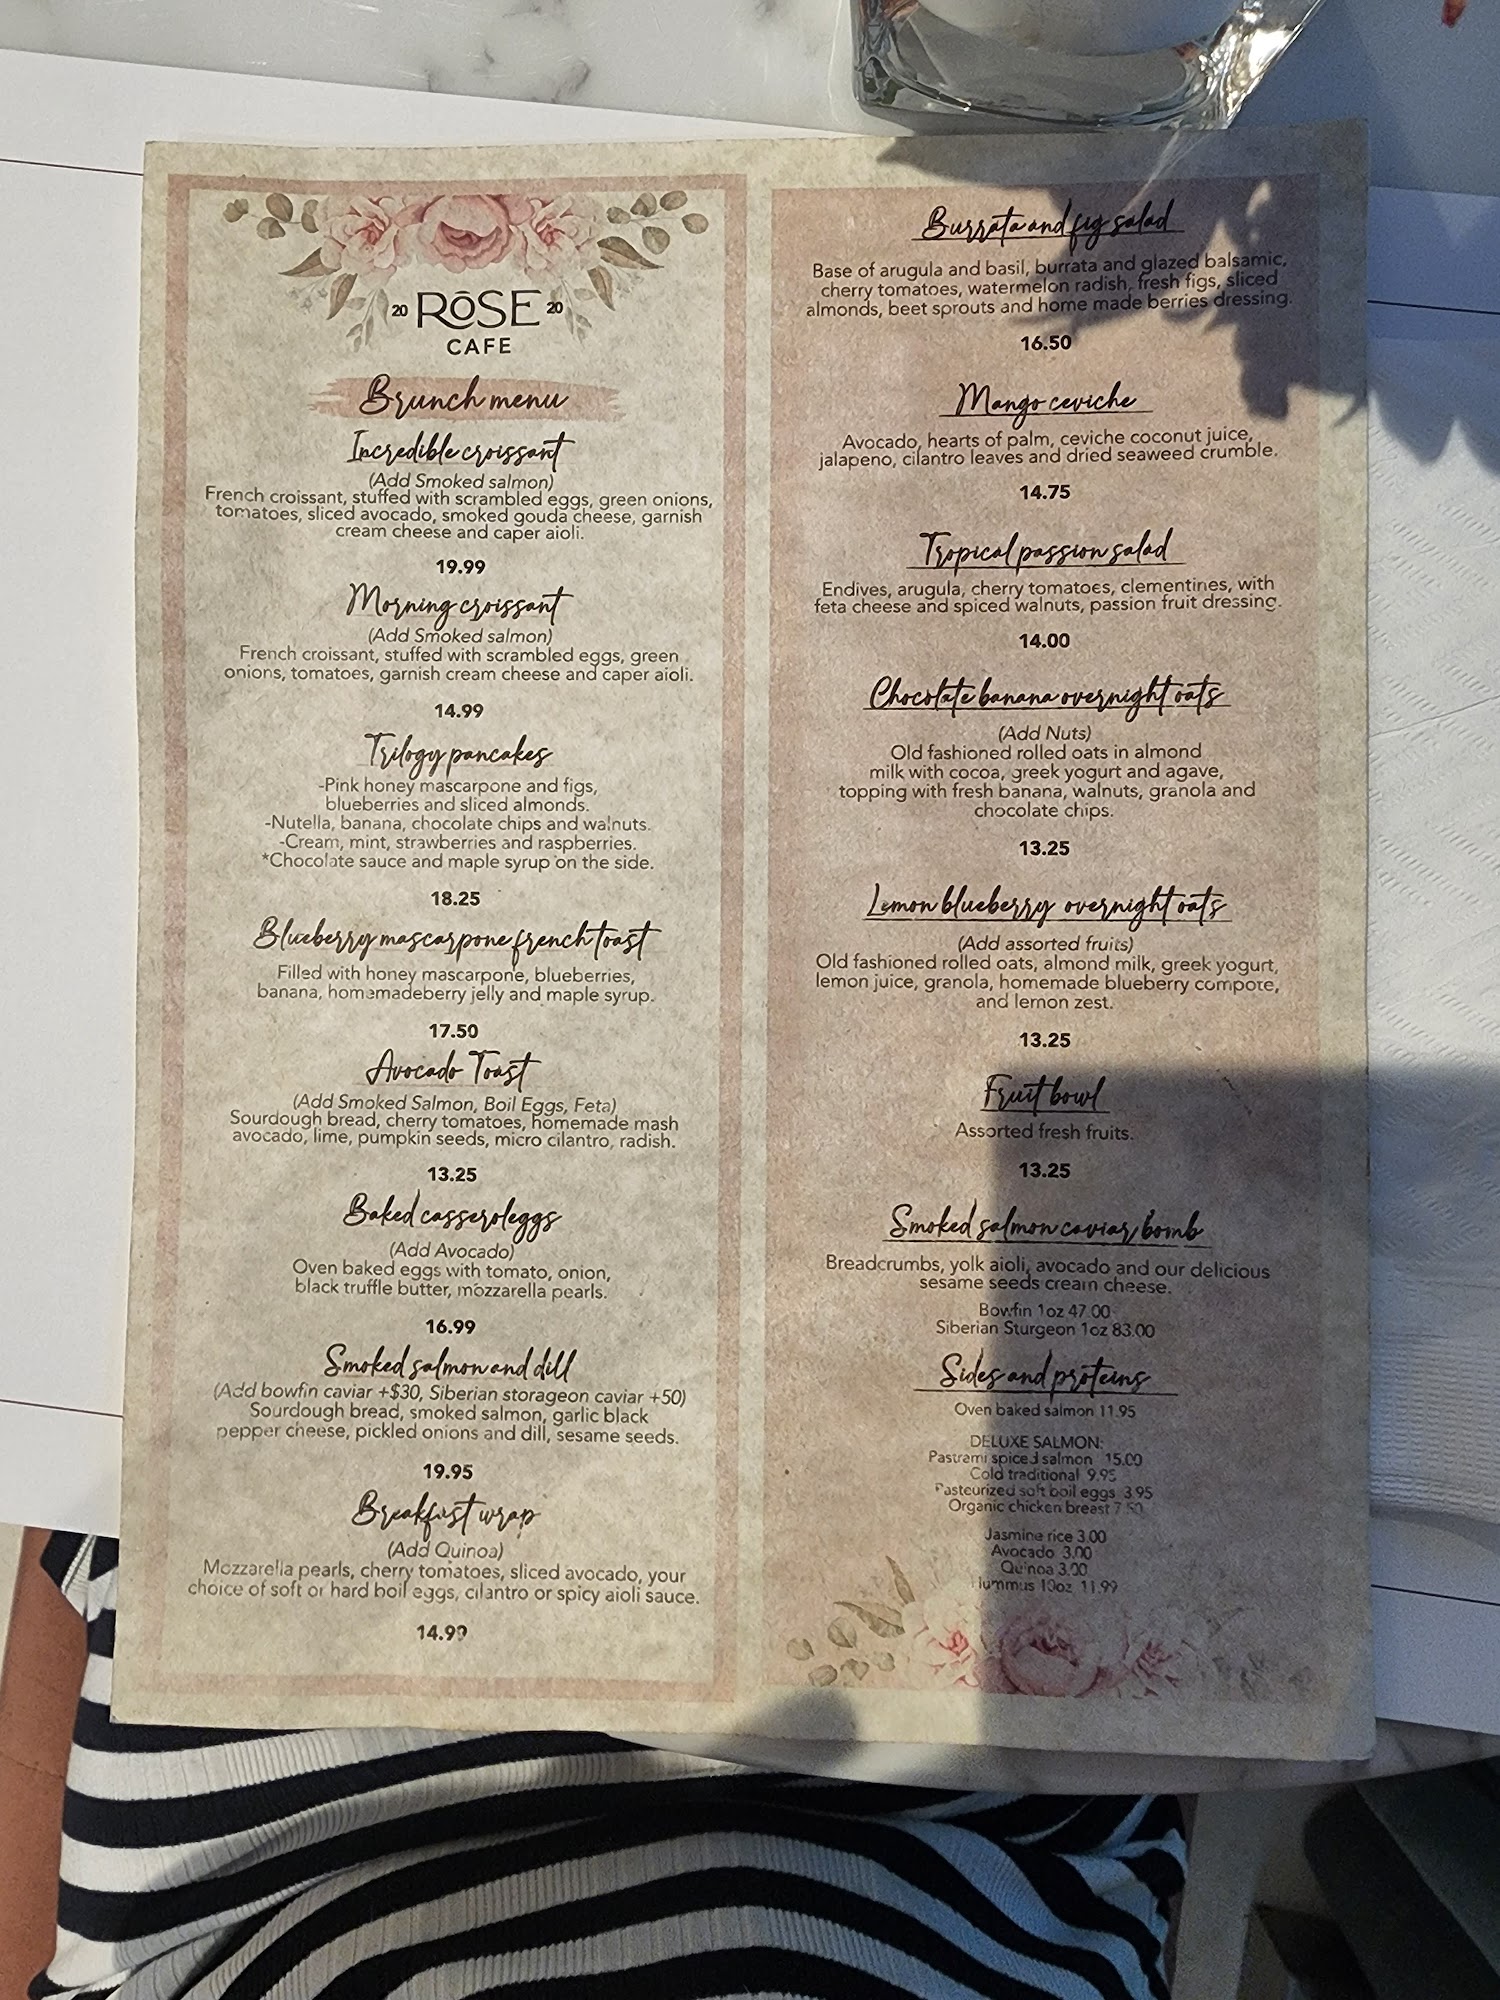 20 RōSE 20
CAFE
Brunch menu
Incredible croissant
(Add Smoked salmon)
French croissant, stuffed with scrambled eggs, green onions,
tomatoes, sliced avocado, smoked gouda cheese, garnish
cream cheese and caper aioli.
19.99
Morning croissant
(Add Smoked salmon)
French croissant, stuffed with scrambled eggs, green
onions, tomatoes, garnish cream cheese and caper aioli.
14.99
Trilogy pancakes
-Pink honey mascarpone and figs,
blueberries and sliced almonds.
-Nutella, banana, chocolate chips and walnuts.
-Cream, mint, strawberries and raspberries.
*Chocolate sauce and maple syrup on the side.
18.25
Blueberry mascarpone french toast
Filled with honey mascarpone, blueberries,
banana, homemadeberry jelly and maple syrup.
17.50
Avocado Toast
(Add Smoked Salmon, Boil Eggs, Feta)
Sourdough bread, cherry tomatoes, homemade mash
avocado, lime, pumpkin seeds, micro cilantro, radish.
13.25
Baked casseroleggs
(Add Avocado)
Oven baked eggs with tomato, onion,
black truffle butter, mozzarella pearls.
16.99
Smoked salmon and dill
(Add bowfin caviar +$30, Siberian storageon caviar +50)
Sourdough bread, smoked salmon, garlic black
pepper cheese, pickled onions and dill, sesame seeds.
19.95
Breakfast wrap
(Add Quinoa)
Mozzarella pearls, cherry tomatoes, sliced avocado, your
choice of soft or hard boil eggs, cilantro or spicy aioli sauce.
14.99
Burrata and fig salad
Base of arugula and basil, burrata and glazed balsamic,
cherry tomatoes, watermelon radish, fresh figs, sliced
almonds, beet sprouts and home made berries dressing.
16.50
Mango ceviche
Avocado, hearts of palm, ceviche coconut juice,
jalapeno, cilantro leaves and dried seaweed crumble.
14.75
Tropical passion salad
Endives, arugula, cherry tomatoes, clementines, with
feta cheese and spiced walnuts, passion fruit dressing.
14.00
Chocolate banana overnight oats
(Add Nuts)
Old fashioned rolled oats in almond
milk with cocoa, greek yogurt and agave,
topping with fresh banana, walnuts, granola and
chocolate chips.
13.25
Lemon blueberry overnight oats
(Add assorted fruits)
Old fashioned rolled oats, almond milk, greek yogurt,
lemon juice, granola, homemade blueberry compote,
and lemon zest.
13.25
Fruit bowl
Assorted fresh fruits.
13.25
Smoked salmon caviar bomb
Breadcrumbs, yolk aioli, avocado and our delicious
sesame seeds cream cheese.
Bowfin 1oz 47.00
Siberian Sturgeon 1oz 83.00
Sides and proteins
Oven baked salmon 11.95
DELUXE SALMON:
Pastrami spiced salmon 15.00
Cold traditional 9.95
Pasteurized soft boil eggs 3.95
Organic chicken breast 7.50
Jasmine rice 3.00
Avocado 3.00
Quinoa 3.00
Hummus 10oz 11.99